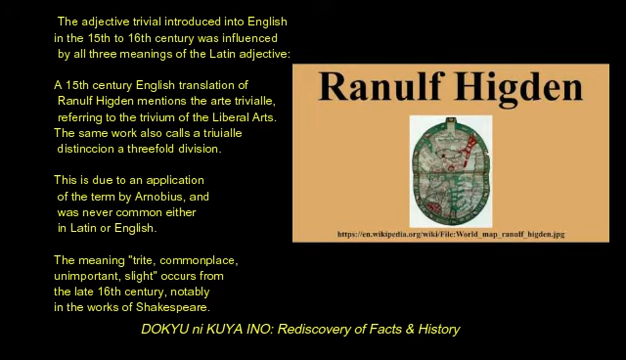 The adjective trivial introduced into English
in the 15th to 16th century was influenced
by all three meanings of the Latin adjective:
A 15th century English translation of
Ranulf Higden mentions the arte trivialle,
referring to the trivium of the Liberal Arts.
The same work also calls a triuialle
distinccion a threefold division.
This is due to an application
of the term by Arnobius, and
was never common either
in Latin or English.
The meaning "trite, commonplace,
unimportant, slight" occurs from
the late 16th century, notably
in the works of Shakespeare.
Ranulf Higden
https://en.wikipedia.org/wiki/File:World_map_ranulf_higden.jpg
DOKYU ni KUYA INO: Rediscovery of Facts & History